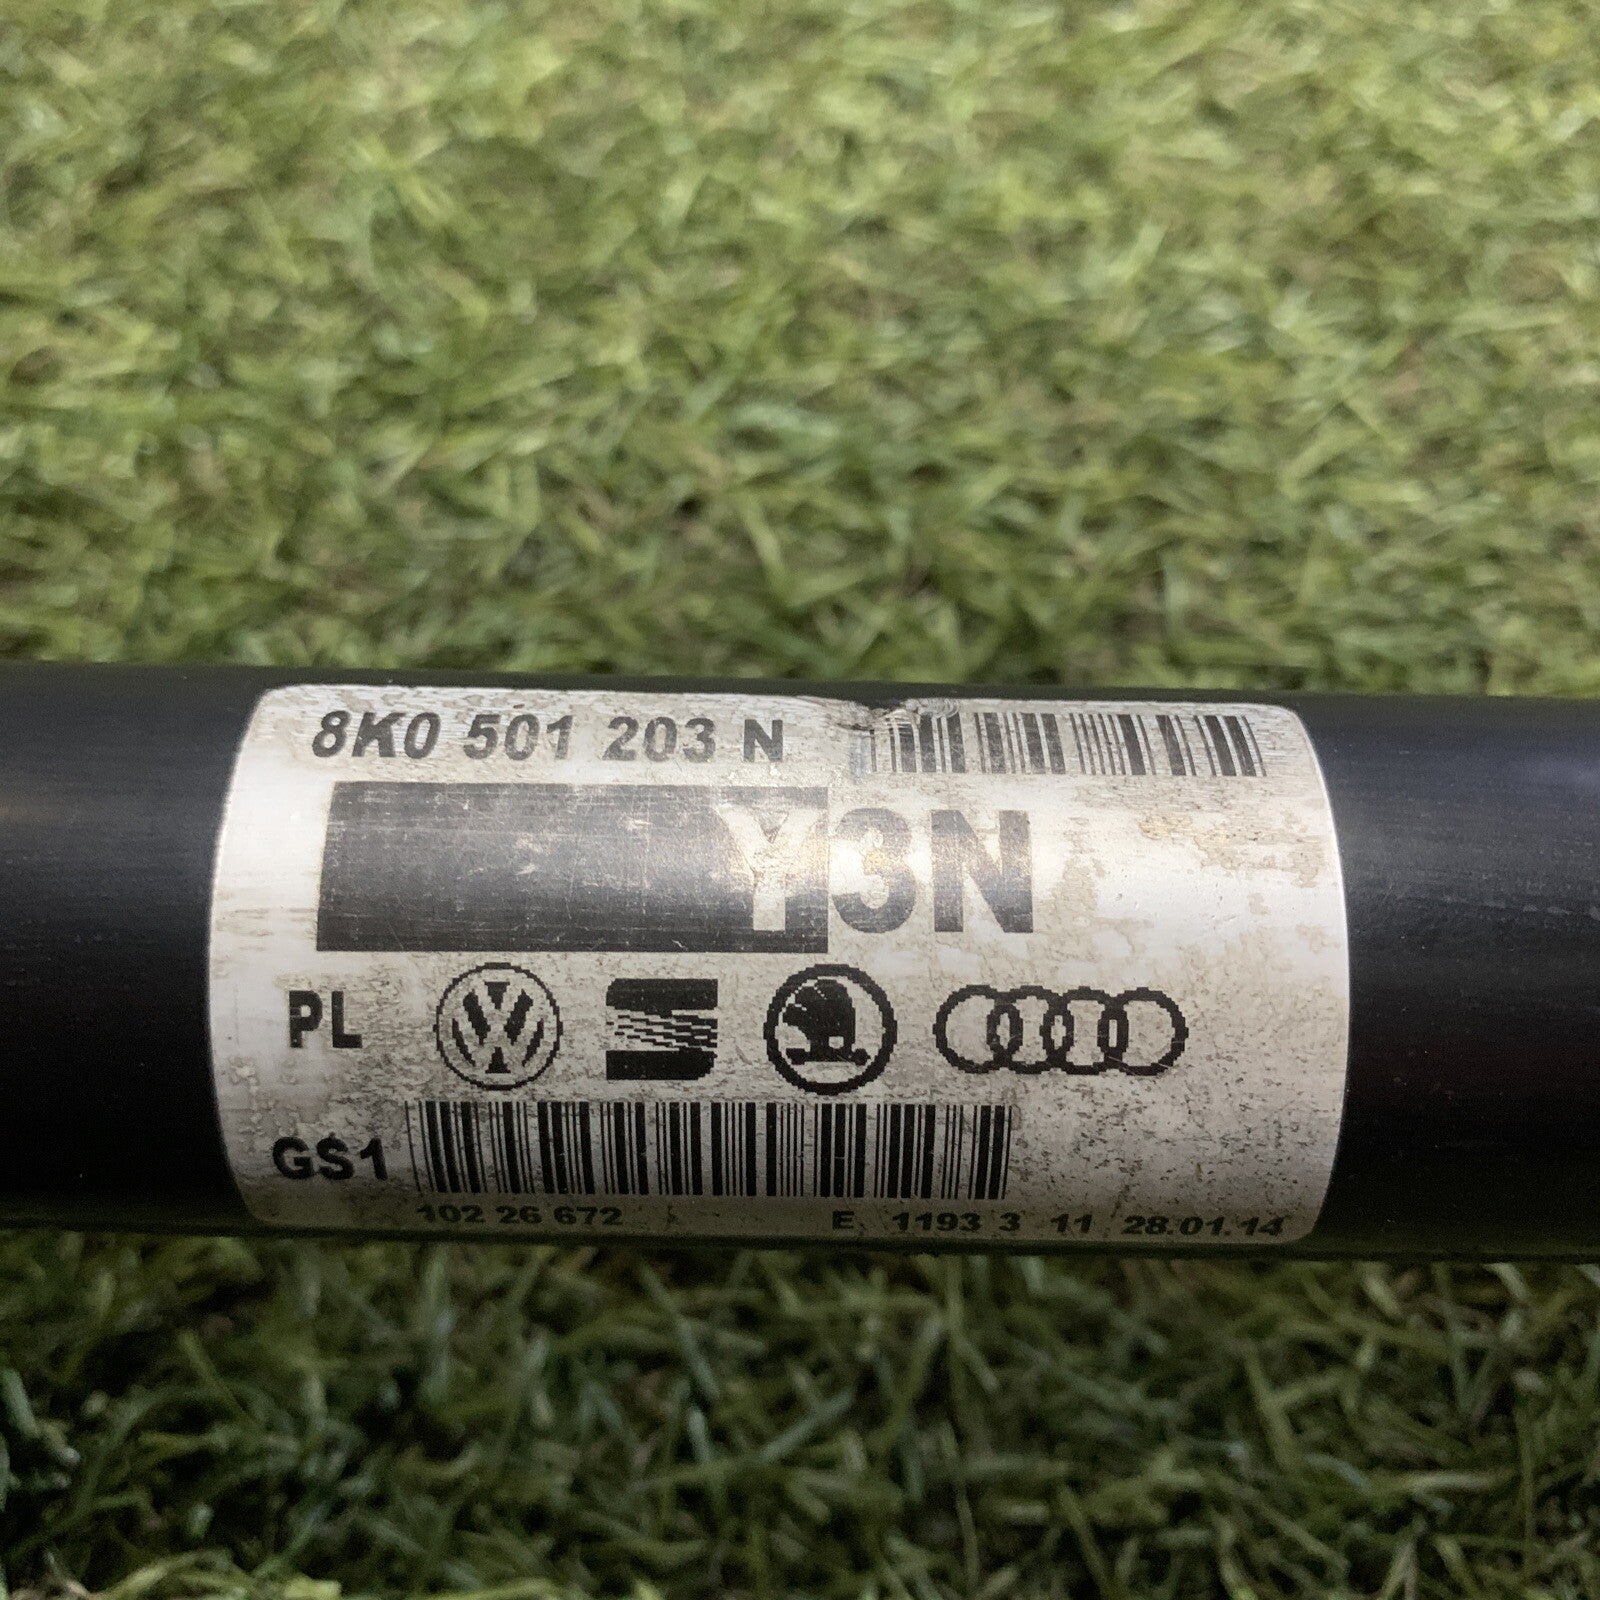 8K0 501 203 N
Y3N
PL
GS1
102 26 672 E 1193 3 11 28.01.14